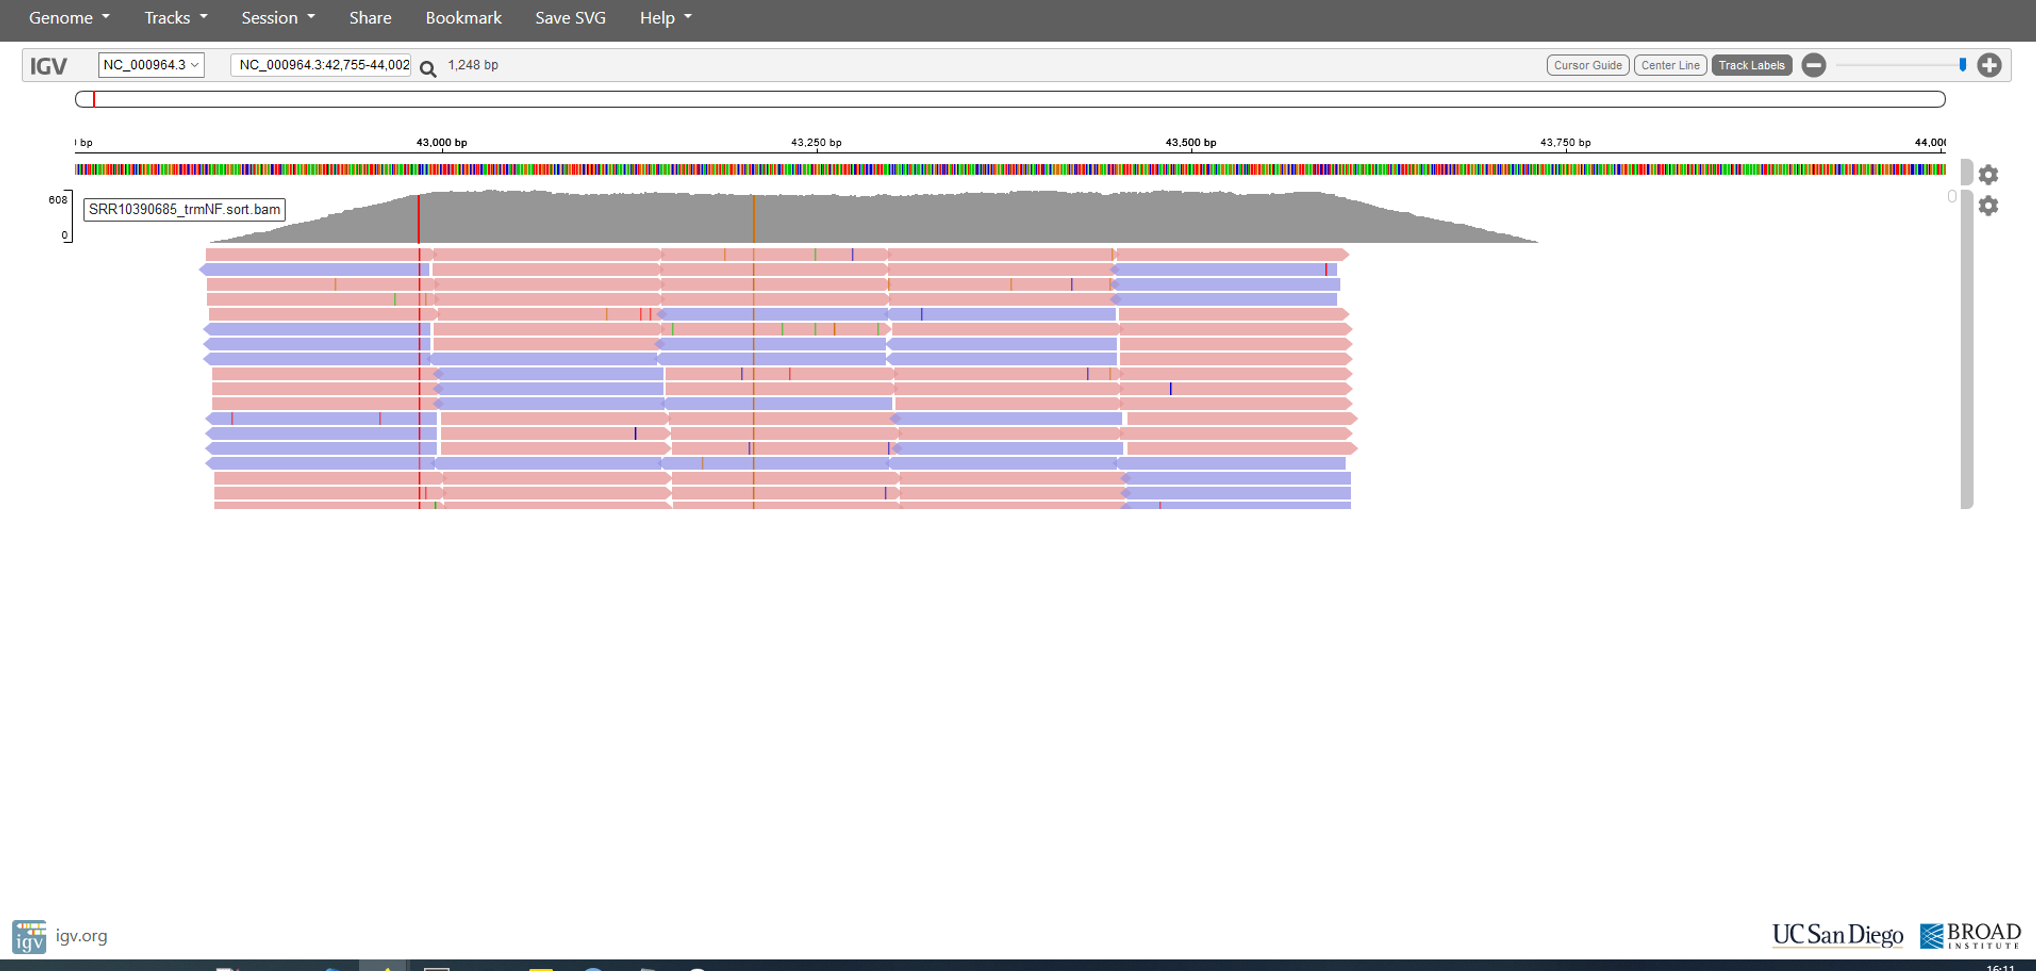 Genome Tracks Session Share Bookmark Save SVG Help
IGV NC_000964.3 NC_000964.3:42,755-44,002 1,248 bp Cursor Guide Center Line Track Labels
bp 43,000 bp 43,250 bp 43,500 bp 43,750 bp 44,000
608
SRR10390685_trmNF.sort.bam
0
0
igv igv.org UC San Diego BROAD
INSTITUTE
16:11